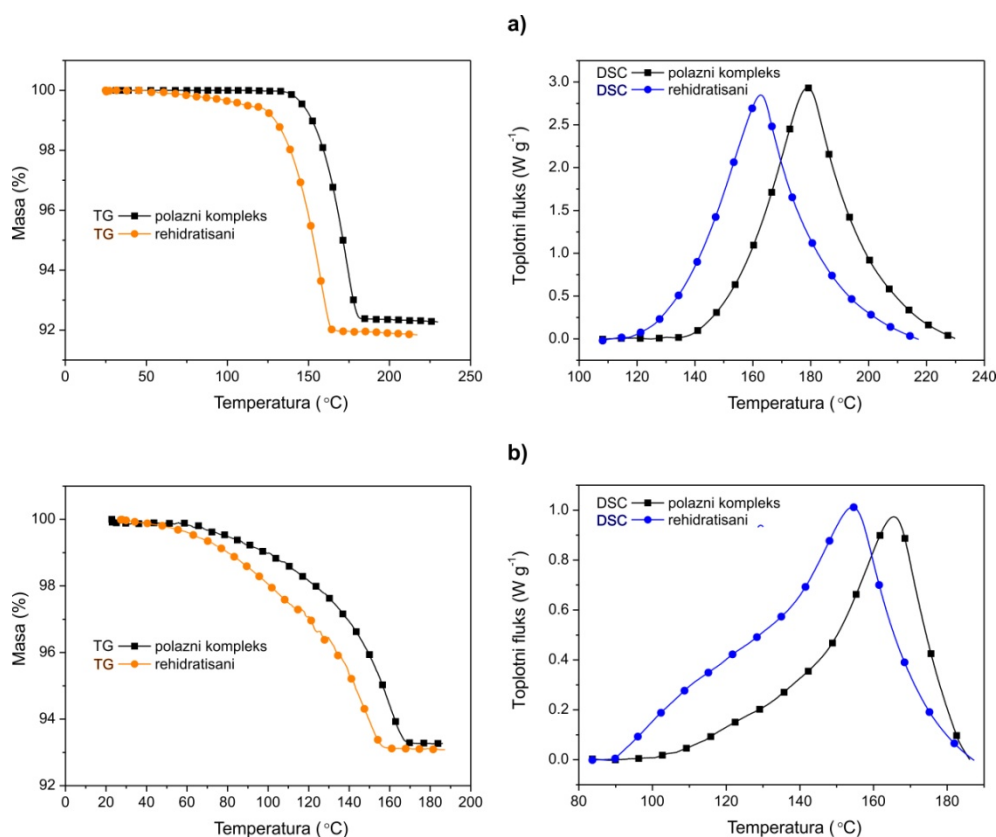 a)
100
98
96
94
92
Masa (%)
TG polazni kompleks
TG rehidratisani
0 50 100 150 200 250
Temperatura (°C)
3.0
2.5
2.0
1.5
1.0
0.5
0.0
Toplotni fluks (W g⁻¹)
DSC polazni kompleks
DSC rehidratisani
100 120 140 160 180 200 220 240
Temperatura (°C)
b)
100
98
96
94
92
Masa (%)
TG polazni kompleks
TG rehidratisani
0 20 40 60 80 100 120 140 160 180 200
Temperatura (°C)
1.0
0.8
0.6
0.4
0.2
0.0
Toplotni fluks (W g⁻¹)
DSC polazni kompleks
DSC rehidratisani
80 100 120 140 160 180
Temperatura (°C)